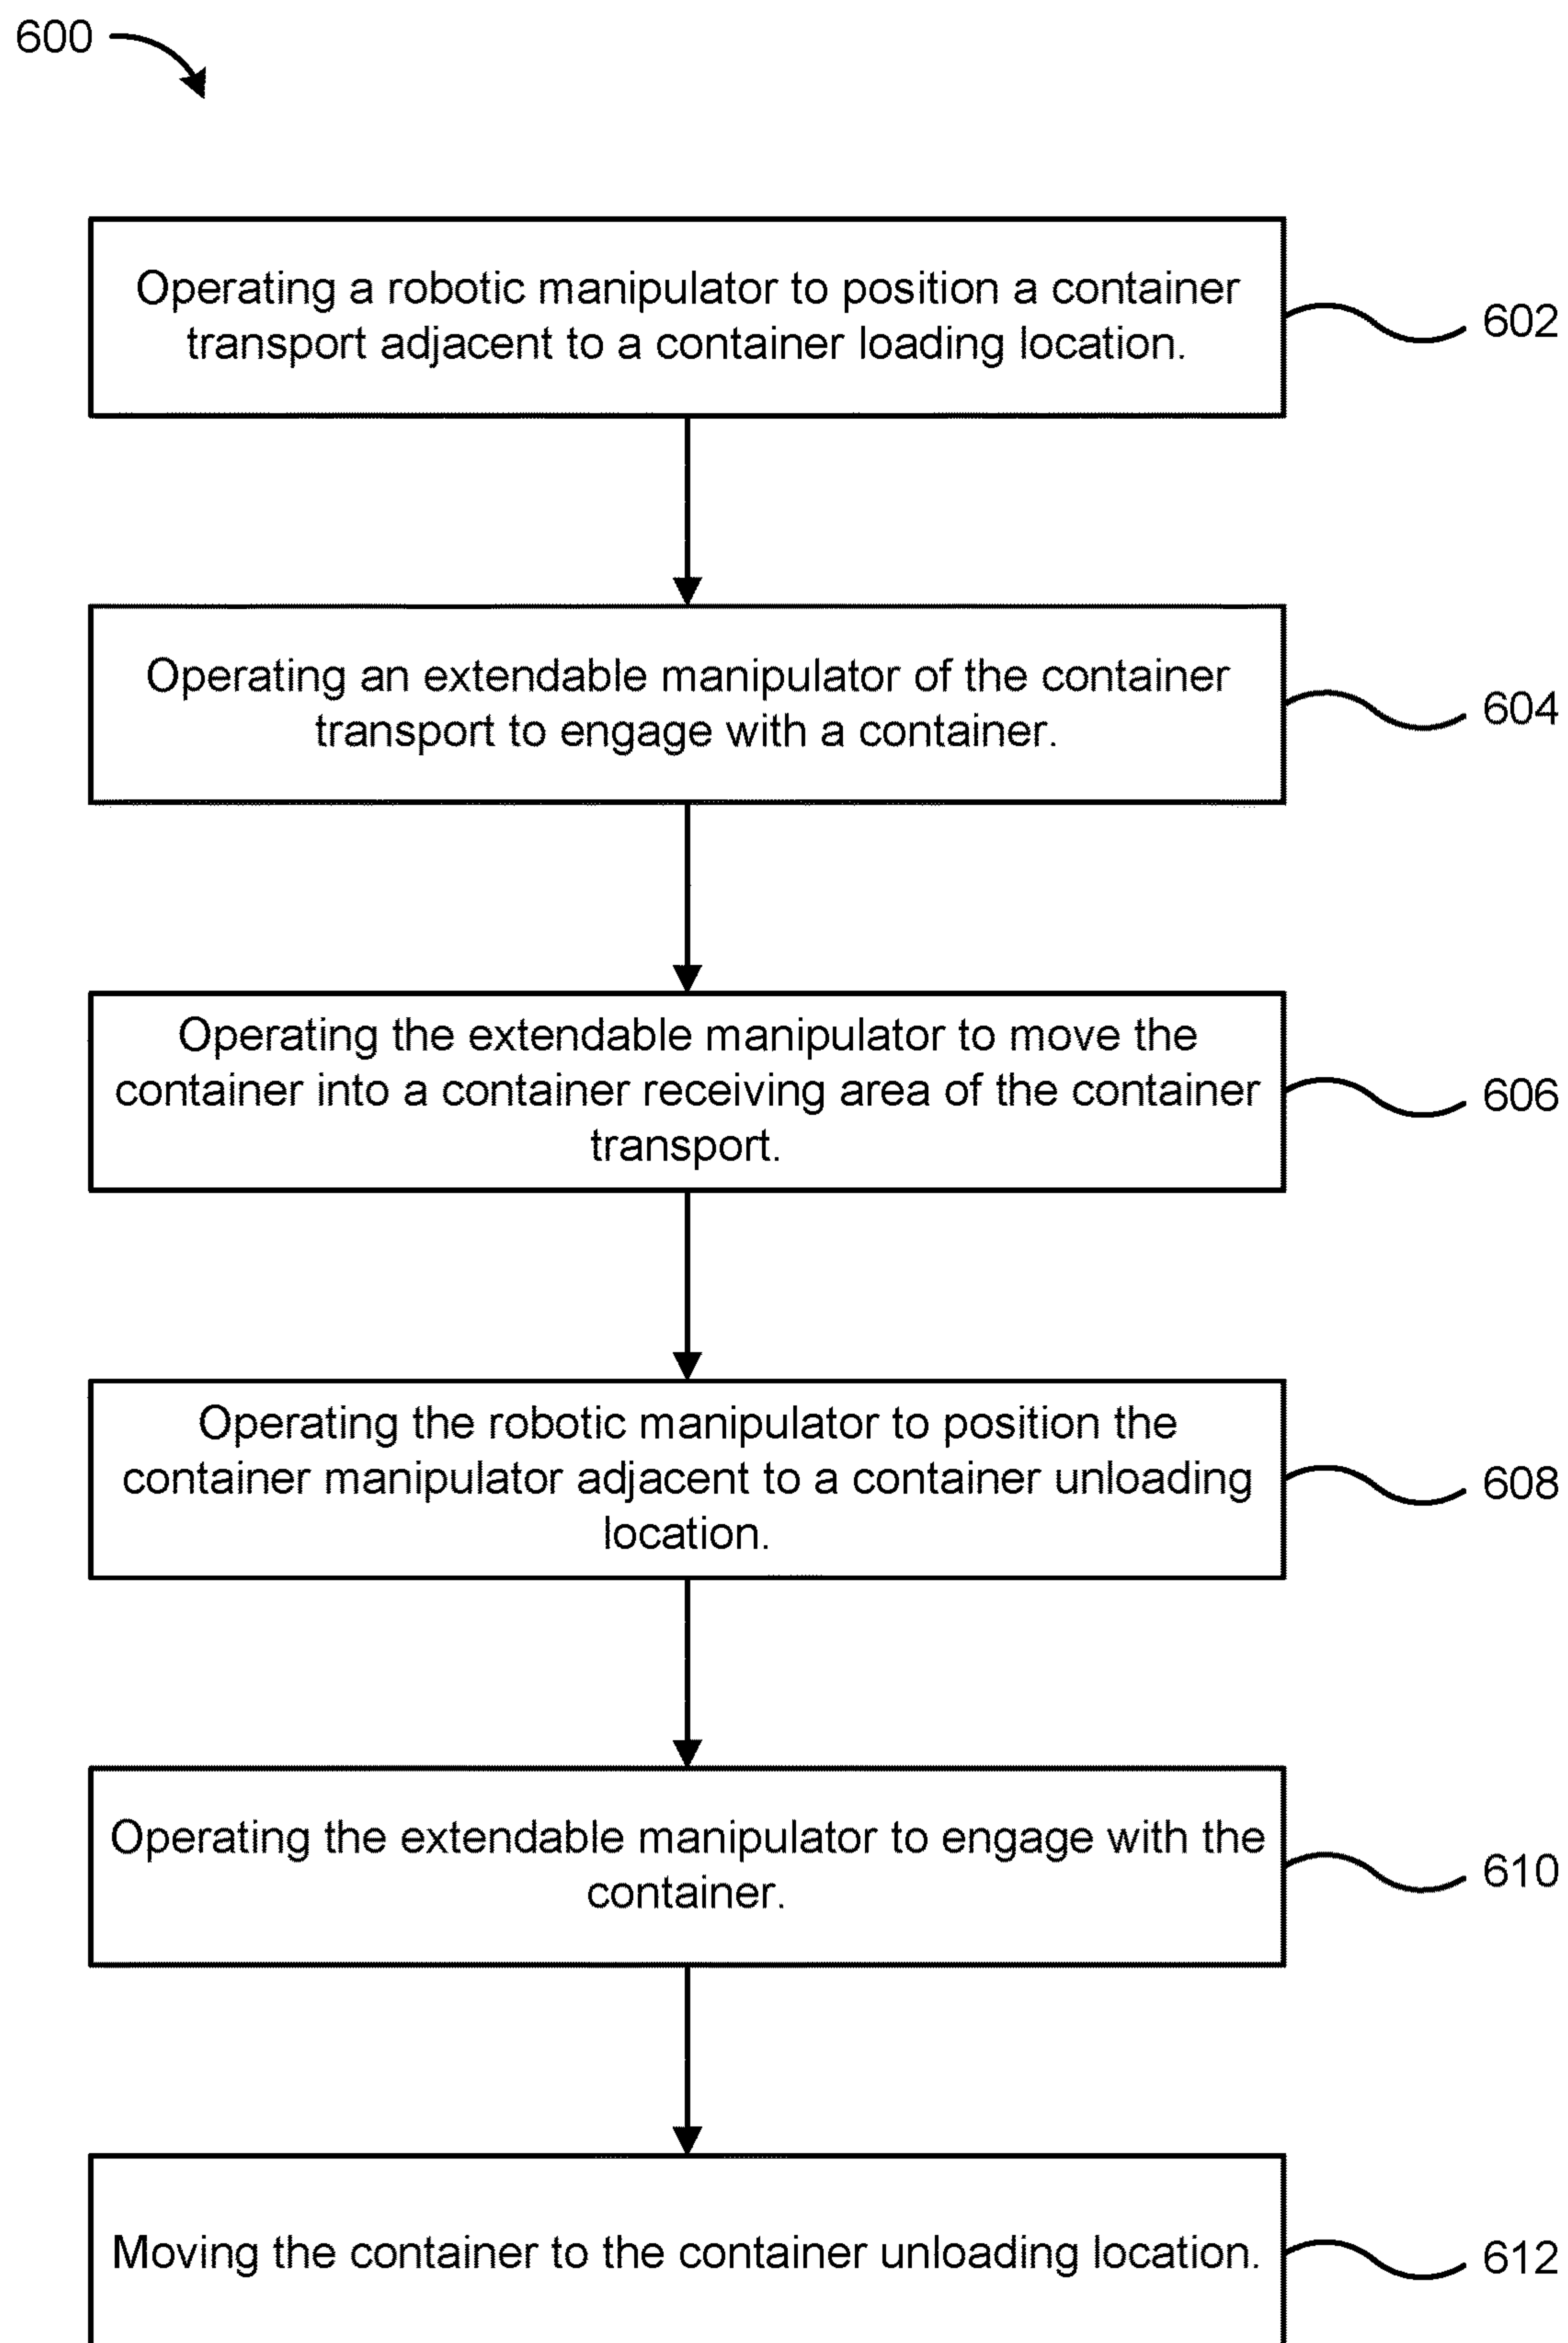 600
Operating a robotic manipulator to position a container
transport adjacent to a container loading location.
602
Operating an extendable manipulator of the container
transport to engage with a container.
604
Operating the extendable manipulator to move the
container into a container receiving area of the container
transport.
606
Operating the robotic manipulator to position the
container manipulator adjacent to a container unloading
location.
608
Operating the extendable manipulator to engage with the
container.
610
Moving the container to the container unloading location.
612